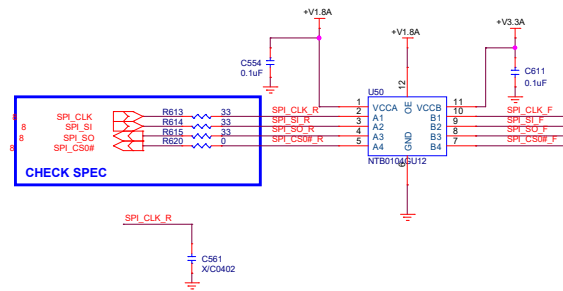 +V1.8A
+V1.8A
+V3.3A
C554
0.1uF
C611
0.1uF
U50
12
1
VCCA
OE
VCCB
11
8
SPI_CLK
R613
33
SPI_CLK_R
2
A1
B1
10
SPI_CLK_F
8
SPI_SI
R614
33
SPI_SI_R
3
A2
B2
9
SPI_SI_F
8
SPI_SO
R615
33
SPI_SO_R
4
A3
B3
8
SPI_SO_F
8
SPI_CS0#
R620
0
SPI_CS0#_R
5
A4
B4
7
SPI_CS0#_F
GND
6
NTB0104GU12
CHECK SPEC
SPI_CLK_R
C561
X/C0402